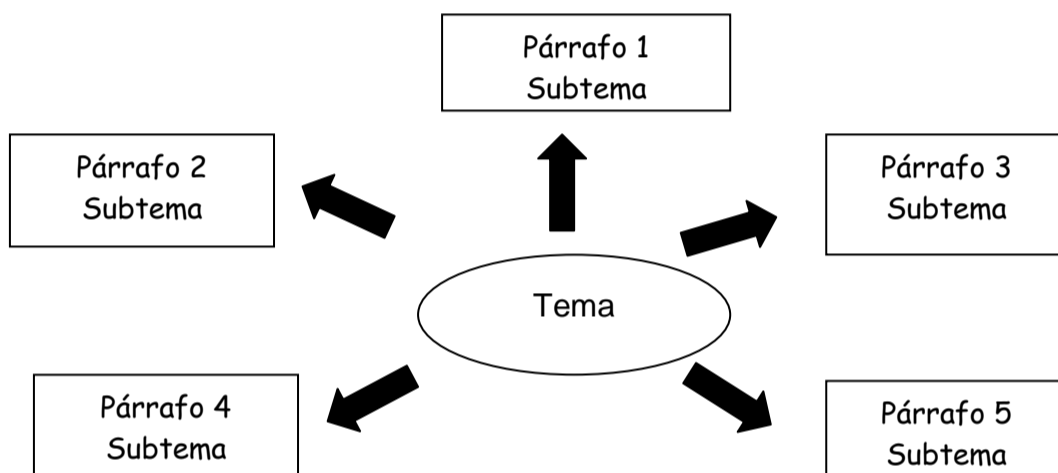 Párrafo 1
Subtema
Párrafo 2
Subtema
Párrafo 3
Subtema
Tema
Párrafo 4
Subtema
Párrafo 5
Subtema